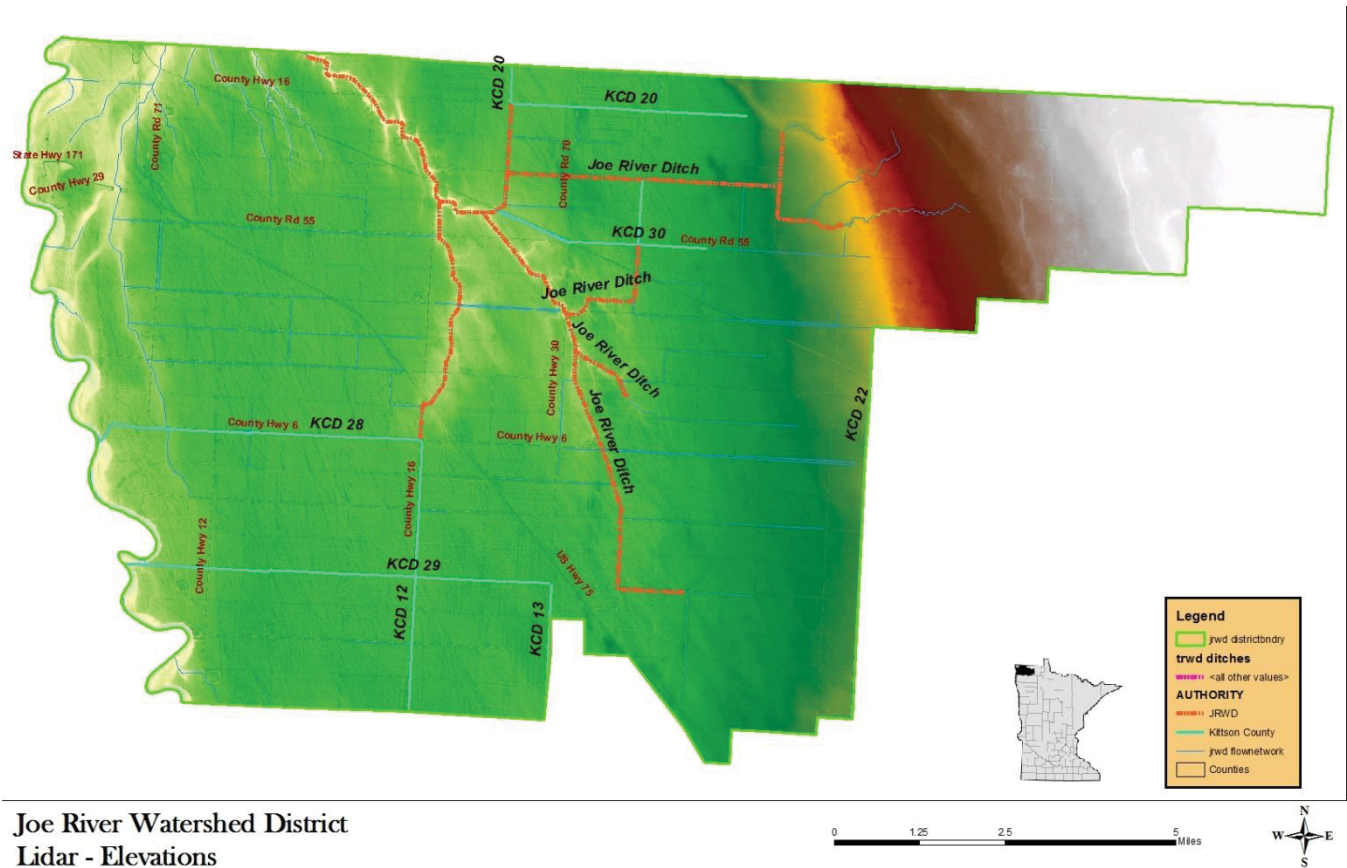 County Hwy 16
KCD 20
KCD 20
County Rd 71
State Hwy 171
County Hwy 29
County Rd 70
Joe River Ditch
County Rd 55
KCD 30
County Rd 55
Joe River Ditch
Joe River Ditch
County Hwy 30
Joe River Ditch
KCD 22
County Hwy 6
KCD 28
County Hwy 6
County Hwy 16
County Hwy 12
KCD 29
US Hwy 75
KCD 12
KCD 13
Legend
jrwd districtbndry
trwd ditches
<all other values>
AUTHORITY
JRWD
Kittson County
jrwd flownetwork
Counties
Joe River Watershed District
Lidar - Elevations
0 1.25 2.5 5
Miles
N
W E
S